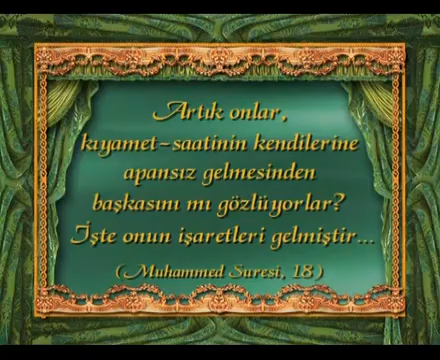 Artık onlar,
kıyamet-saatinin kendilerine
apansız gelmesinden
başkasını mı gözlüyorlar?
İşte onun işaretleri gelmiştir...
(Muhammed Suresi, 18)